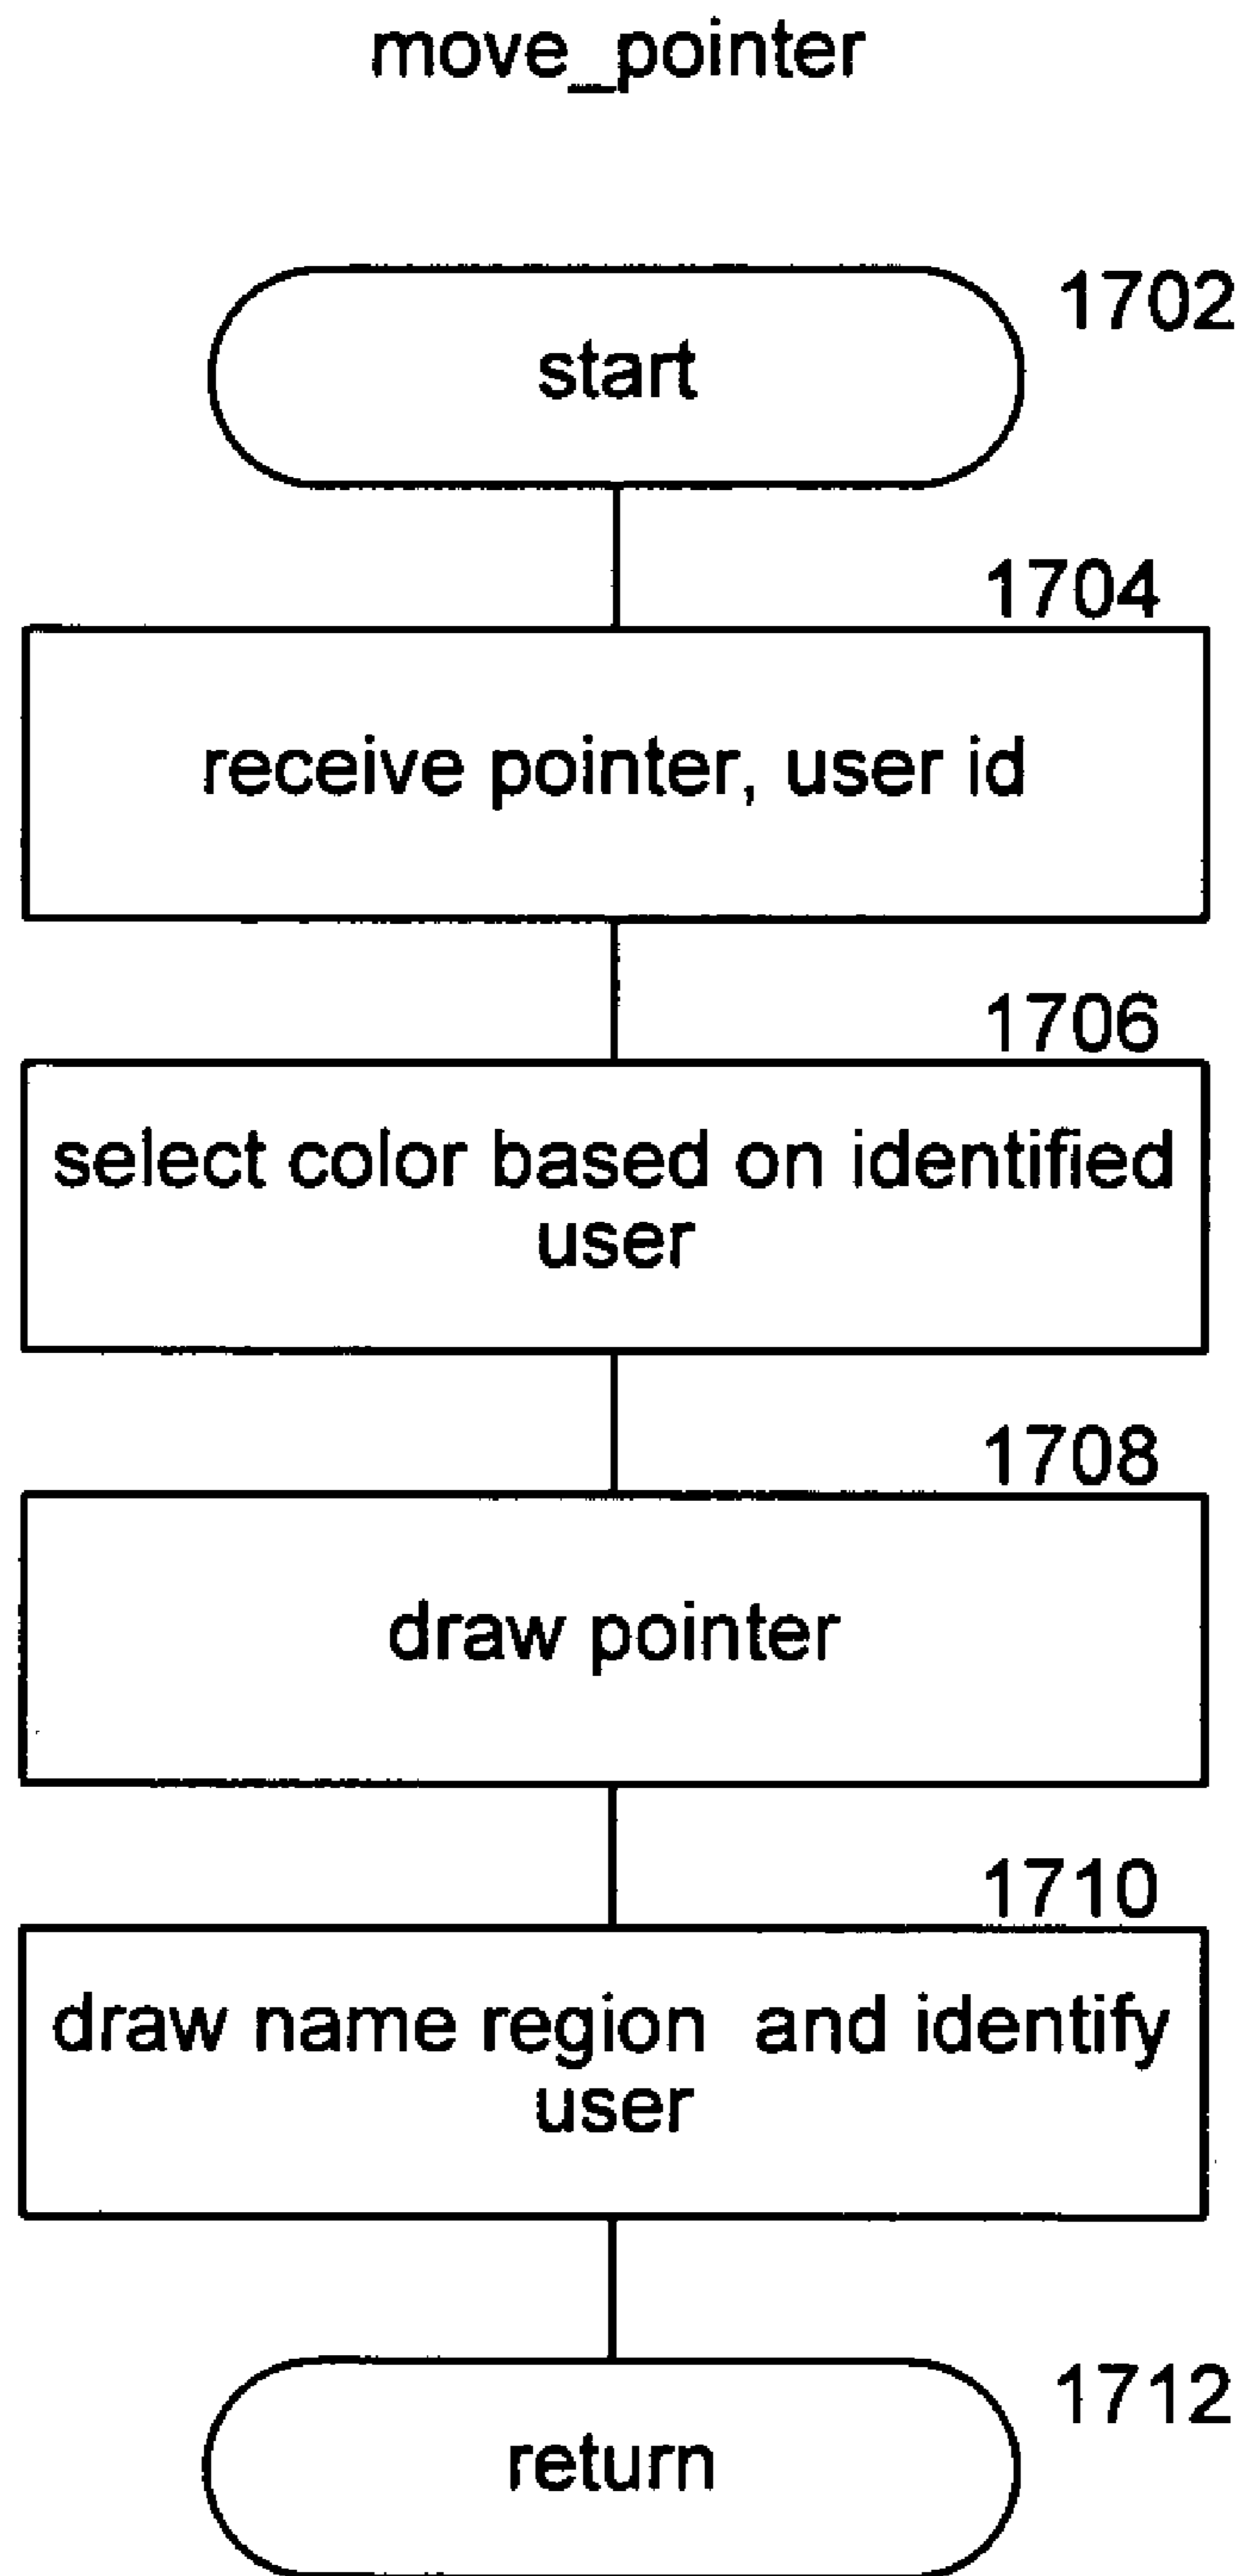 move_pointer
1702
start
1704
receive pointer, user id
1706
select color based on identified
user
1708
draw pointer
1710
draw name region  and identify
user
1712
return